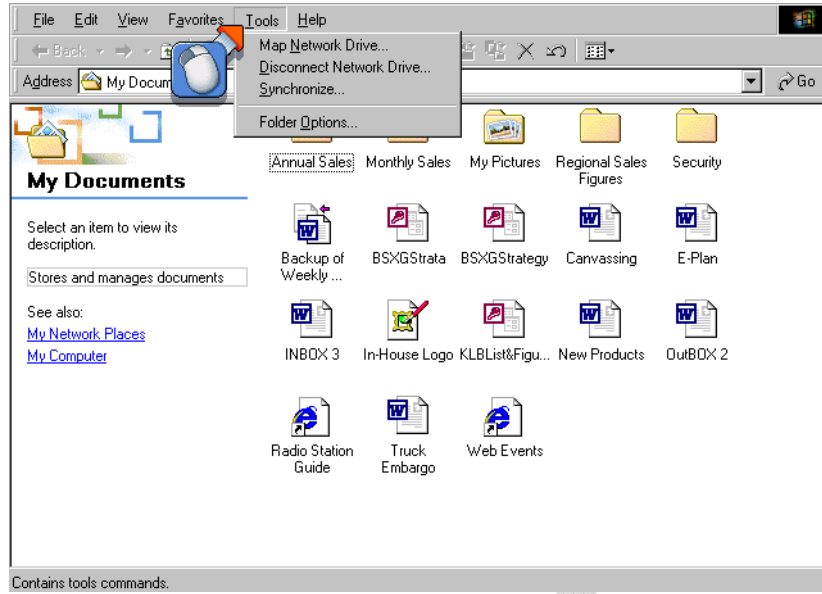 File Edit View Favorites Tools Help
Back
Map Network Drive...
Disconnect Network Drive...
Synchronize...
Folder Options...
Address My Docum
Go
My Documents
Select an item to view its
description.
Stores and manages documents
See also:
My Network Places
My Computer
Annual Sales Monthly Sales My Pictures Regional Sales
Figures Security
Backup of
Weekly ... BSXGStrata BSXGStrategy Canvassing E-Plan
INBOX 3 In-House Logo KLBList&Figu... New Products OutBOX 2
Radio Station
Guide Truck
Embargo Web Events
Contains tools commands.